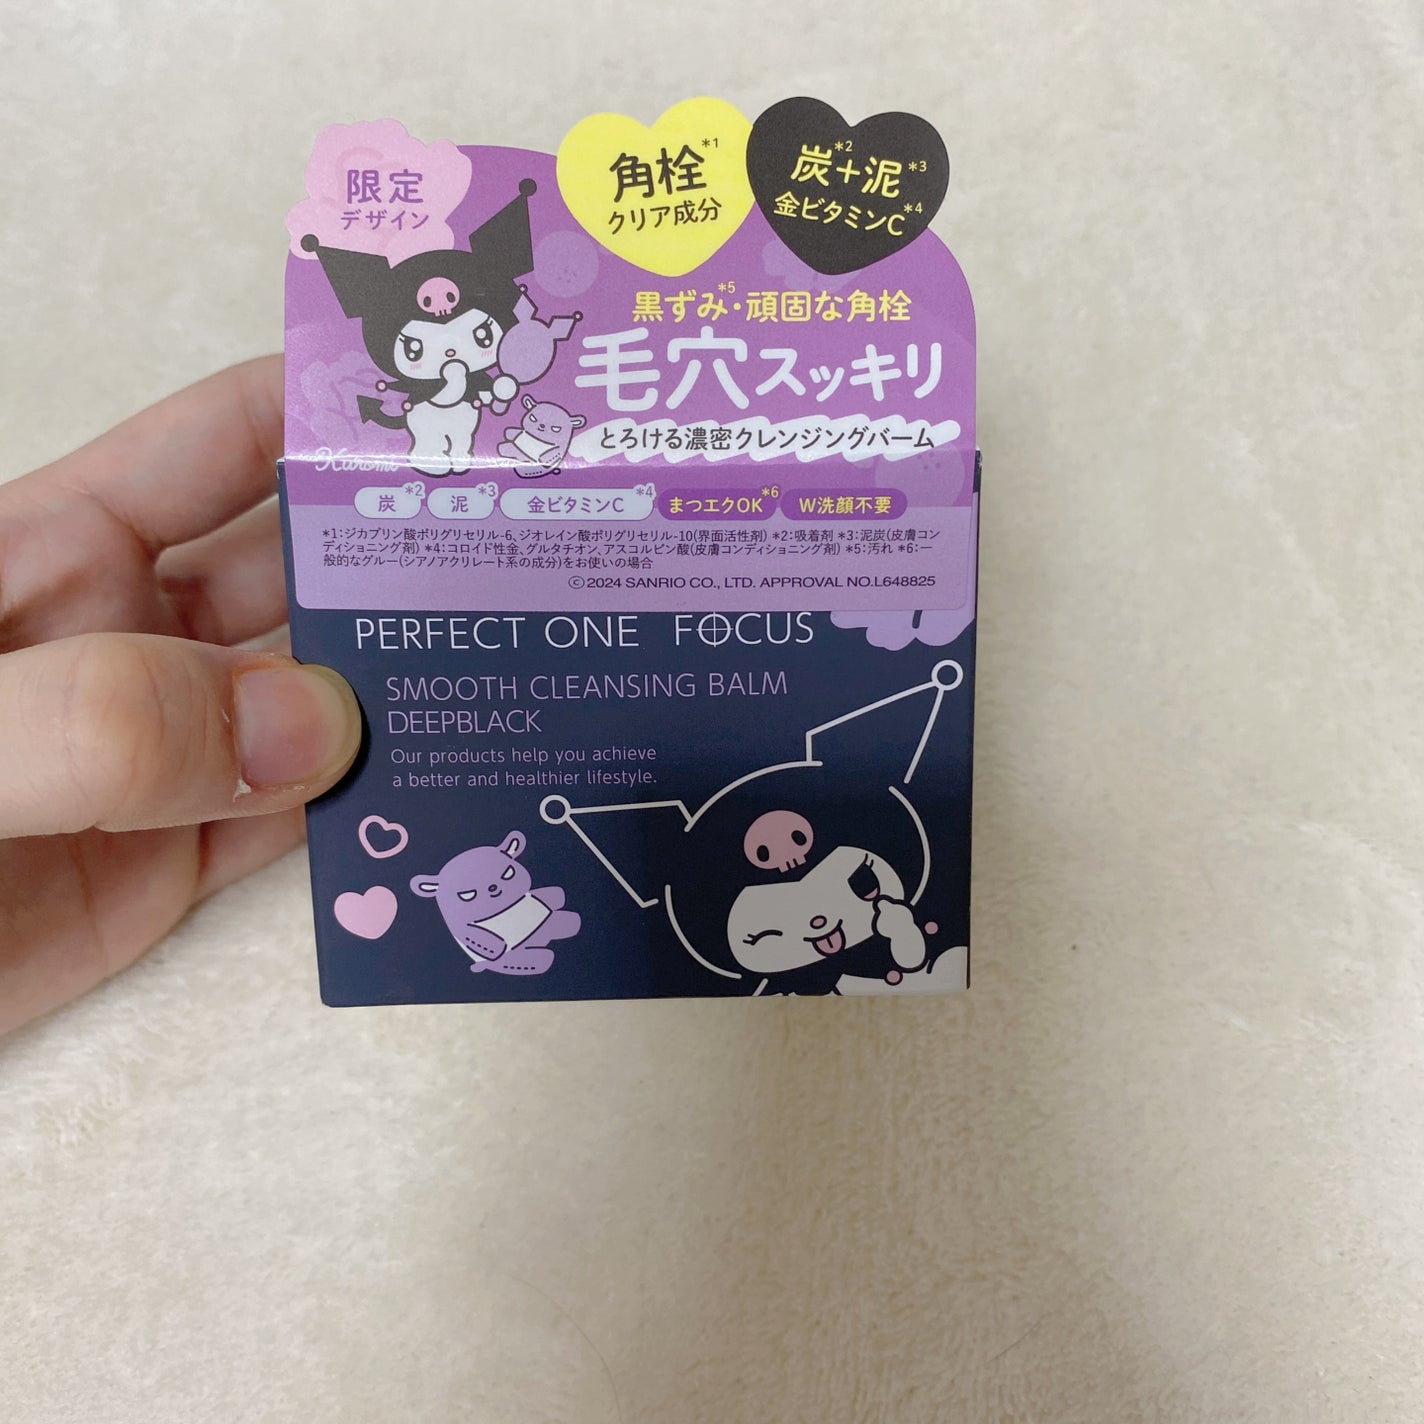 限定
デザイン
角栓*1
クリア成分
炭*2+泥*3
金ビタミンC*4
黒ずみ*5・頑固な角栓
毛穴スッキリ
とろける濃密クレンジングバーム
Kuromi
炭*2 泥*3 金ビタミンC*4 まつエクOK*6 W洗顔不要
*1:ジカプリン酸ポリグリセリル-6、ジオレイン酸ポリグリセリル-10(界面活性剤) *2:吸着剤 *3:泥炭(皮膚コン
ディショニング剤) *4:コロイド性金、グルタチオン、アスコルビン酸(皮膚コンディショニング剤) *5:汚れ *6:一
般的なグルー(シアノアクリレート系の成分)をお使いの場合
©2024 SANRIO CO., LTD. APPROVAL NO.L648825
PERFECT ONE FOCUS
SMOOTH CLEANSING BALM
DEEPBLACK
Our products help you achieve
a better and healthier lifestyle.